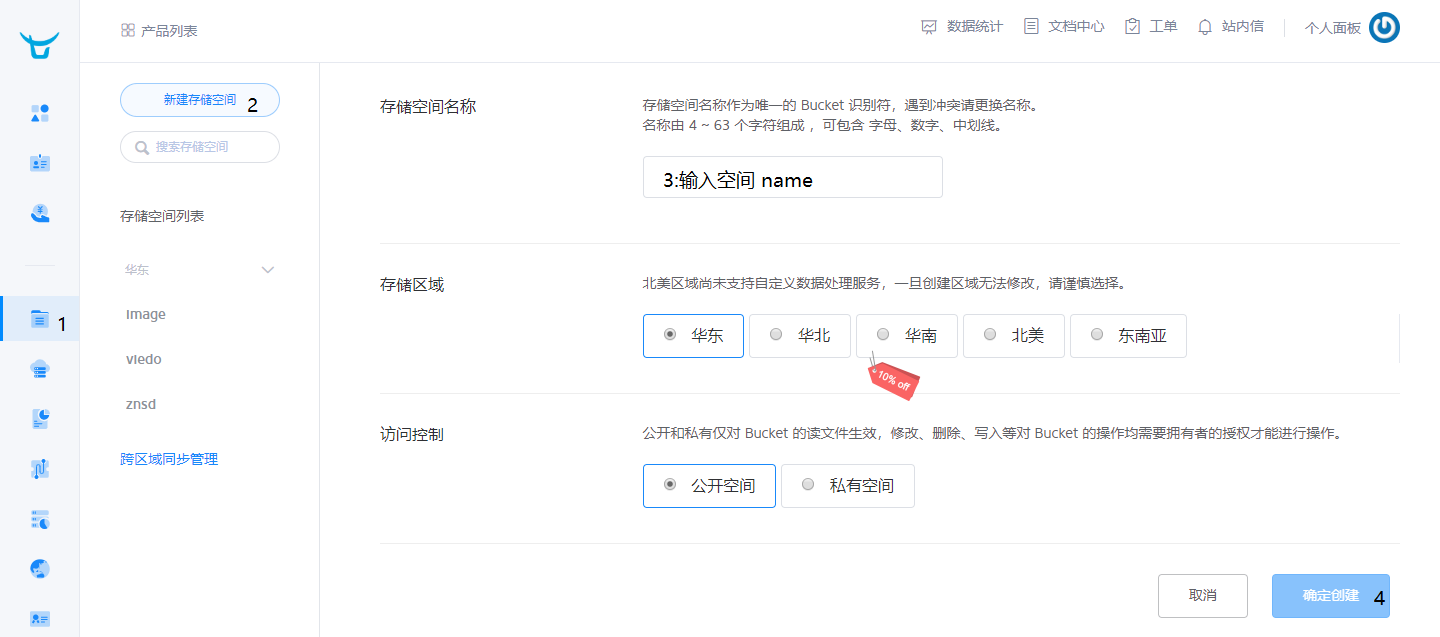 产品列表
数据统计
文档中心
工单
站内信
个人面板
新建存储空间 2
搜索存储空间
存储空间列表
华东
image
viedo
znsd
跨区域同步管理
1
存储空间名称
存储空间名称作为唯一的 Bucket 识别符，遇到冲突请更换名称。
名称由 4 ~ 63 个字符组成 ，可包含 字母、数字、中划线。
3:输入空间 name
存储区域
北美区域尚未支持自定义数据处理服务，一旦创建区域无法修改，请谨慎选择。
华东
华北
华南
北美
东南亚
10% off
访问控制
公开和私有仅对 Bucket 的读文件生效，修改、删除、写入等对 Bucket 的操作均需要拥有者的授权才能进行操作。
公开空间
私有空间
取消
确定创建 4